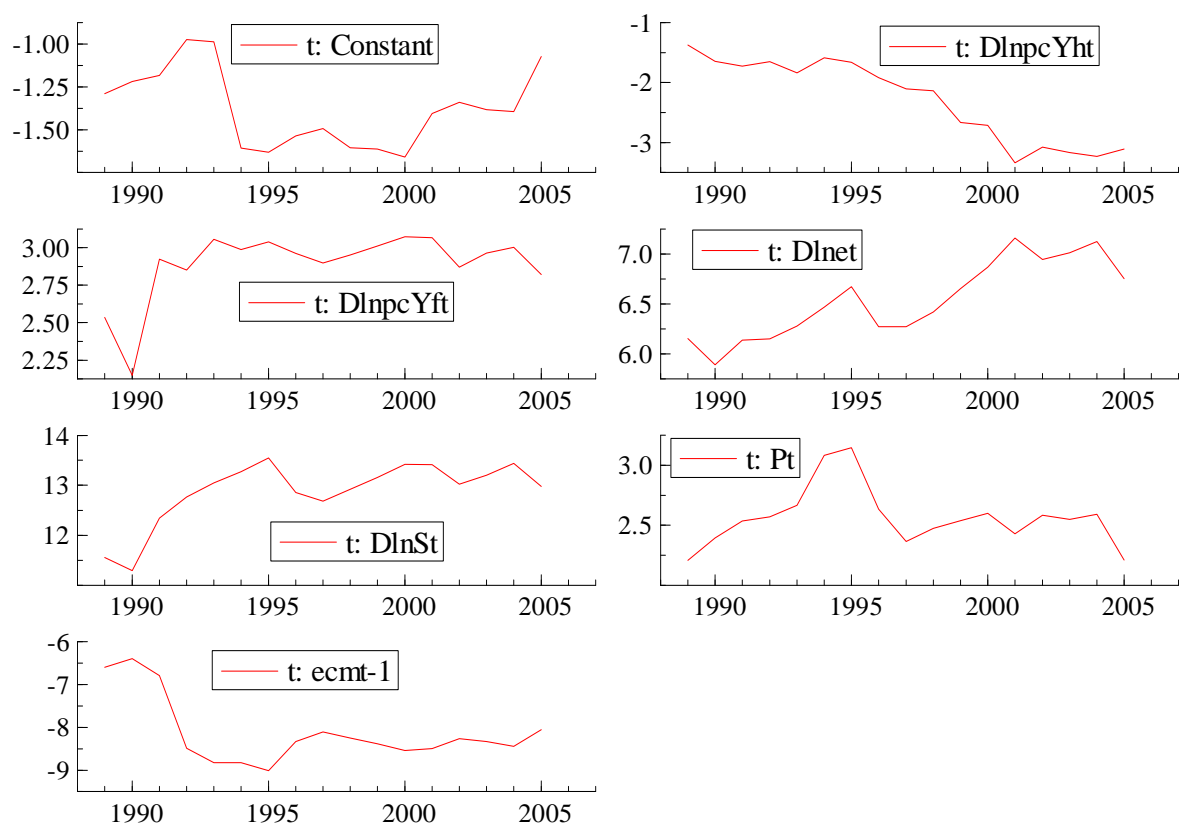 t: Constant
-1.00
-1.25
-1.50
1990 1995 2000 2005
t: DlnpcYht
-1
-2
-3
1990 1995 2000 2005
t: DlnpcYft
3.00
2.75
2.50
2.25
1990 1995 2000 2005
t: Dlnet
7.0
6.5
6.0
1990 1995 2000 2005
t: DlnSt
14
13
12
1990 1995 2000 2005
t: Pt
3.0
2.5
1990 1995 2000 2005
t: ecmt-1
-6
-7
-8
-9
1990 1995 2000 2005